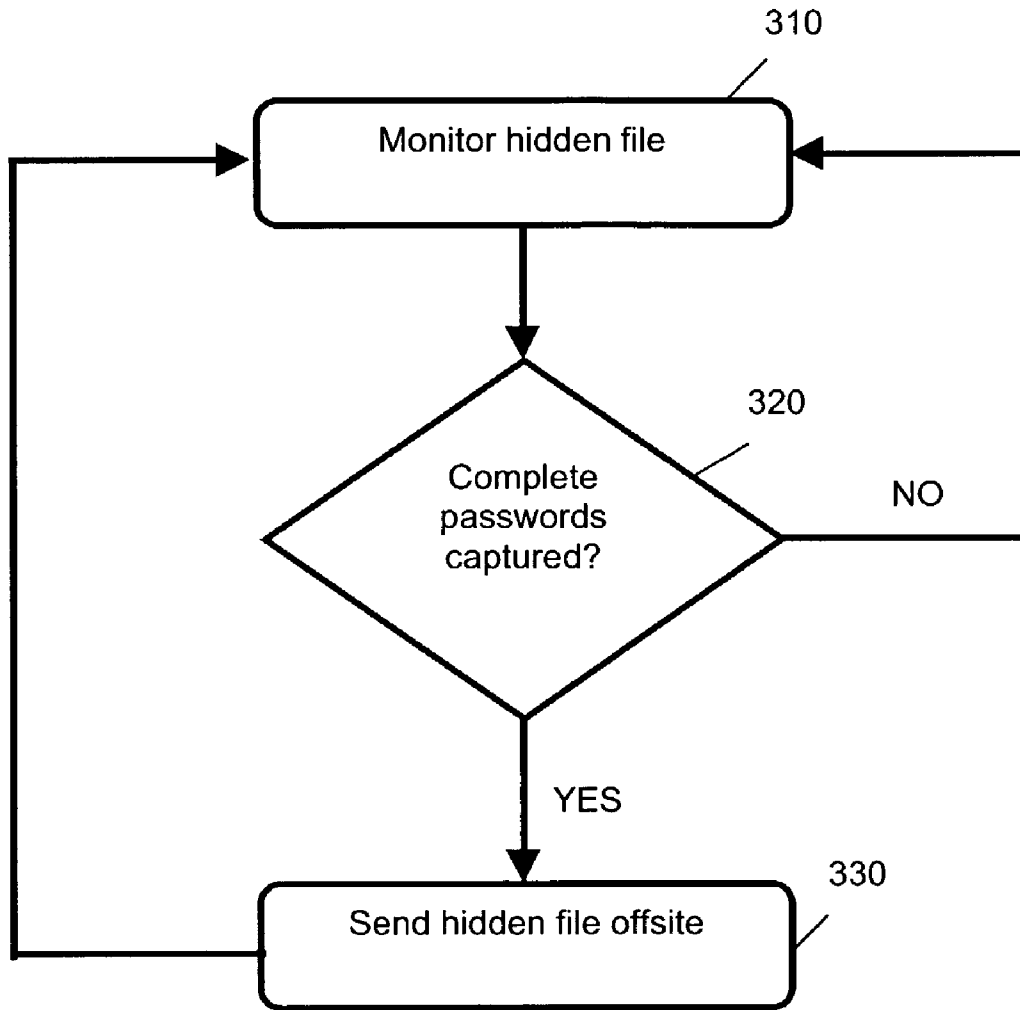 310
Monitor hidden file
320
Complete
passwords
captured?
NO
YES
330
Send hidden file offsite